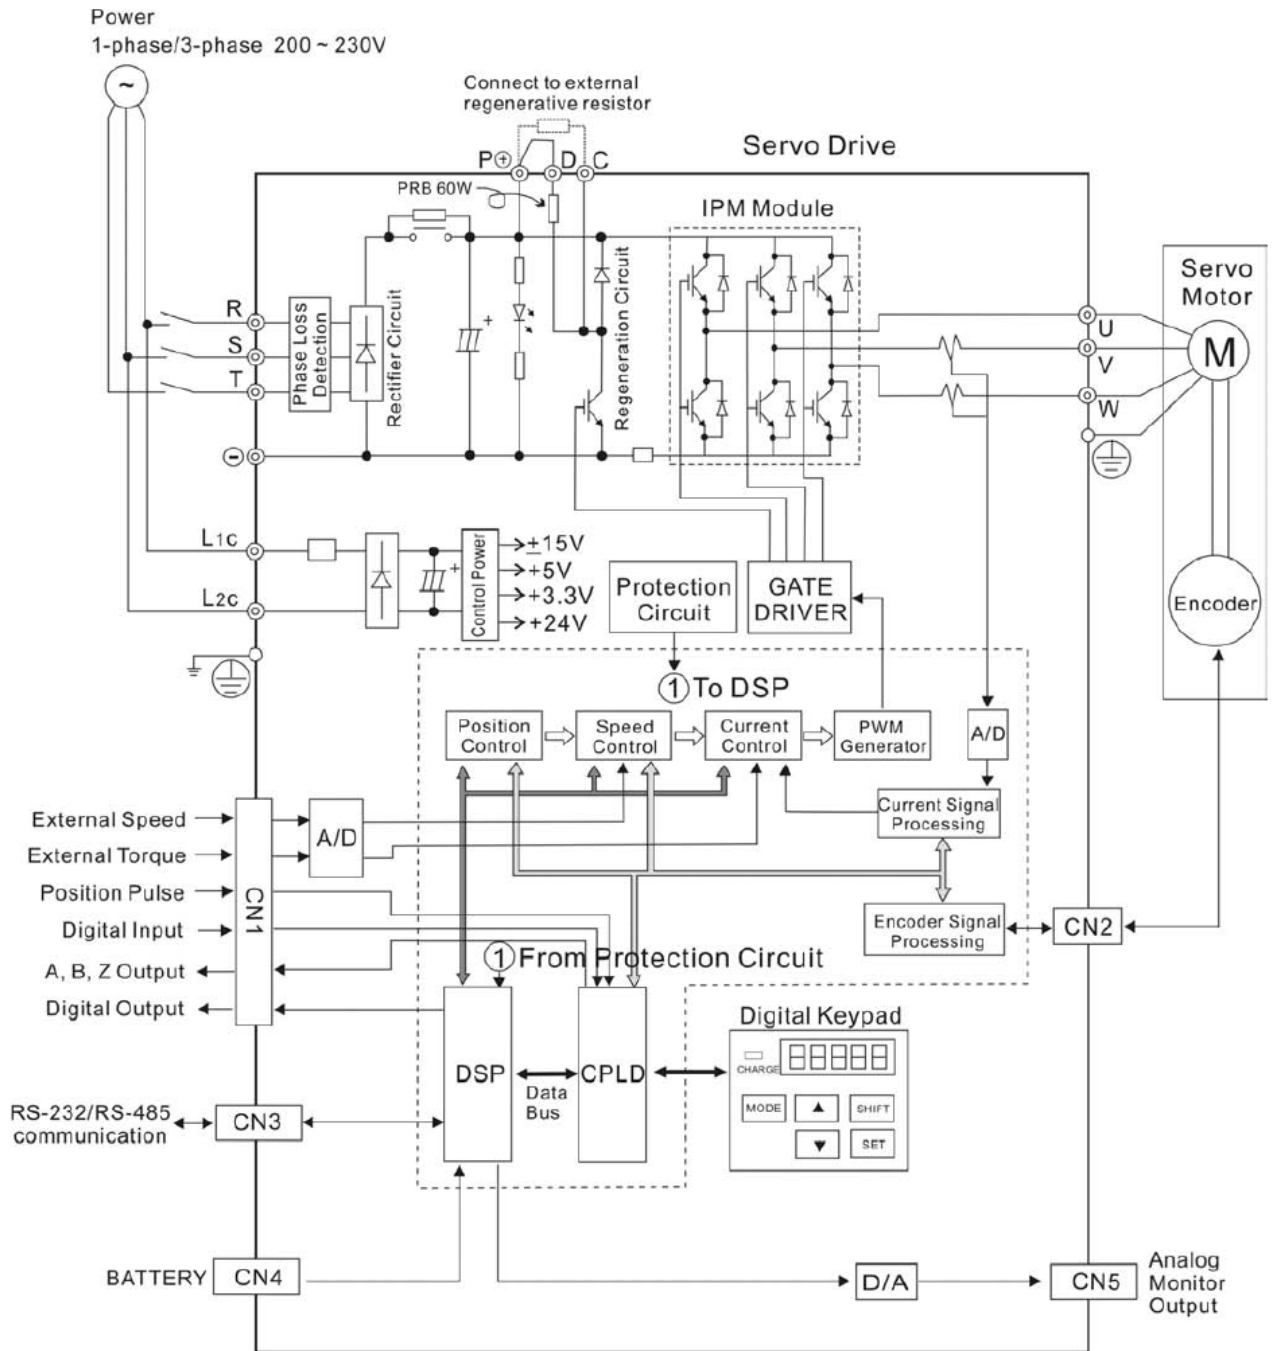 Power
1-phase/3-phase 200 ~ 230V
~
Connect to external
regenerative resistor
Servo Drive
P⊕
D
C
PRB 60W
IPM Module
Servo
Motor
R
S
T
Phase Loss
Detection
Rectifier Circuit
+
Regeneration Circuit
U
V
W
M
⊖
L1c
L2c
+
Control Power
±15V
+5V
+3.3V
+24V
Protection
Circuit
GATE
DRIVER
Encoder
① To DSP
Position
Control
Speed
Control
Current
Control
PWM
Generator
A/D
External Speed
External Torque
Position Pulse
Digital Input
A, B, Z Output
Digital Output
CN1
A/D
Current Signal
Processing
Encoder Signal
Processing
CN2
① From Protection Circuit
Digital Keypad
CHARGE
88888
MODE
▲
SHIFT
▼
SET
DSP
Data
Bus
CPLD
RS-232/RS-485
communication
CN3
BATTERY
CN4
D/A
CN5
Analog
Monitor
Output